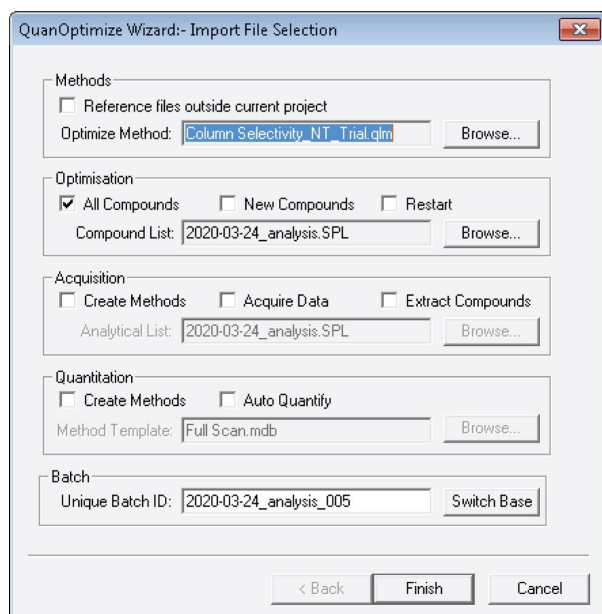 QuanOptimize Wizard:- Import File Selection
Methods
Reference files outside current project
Optimize Method: Column Selectivity_NT_Trial.qlm Browse...
Optimisation
All Compounds New Compounds Restart
Compound List: 2020-03-24_analysis.SPL Browse...
Acquisition
Create Methods Acquire Data Extract Compounds
Analytical List: 2020-03-24_analysis.SPL Browse...
Quantitation
Create Methods Auto Quantify
Method Template: Full Scan.mdb Browse...
Batch
Unique Batch ID: 2020-03-24_analysis_005 Switch Base
< Back Finish Cancel